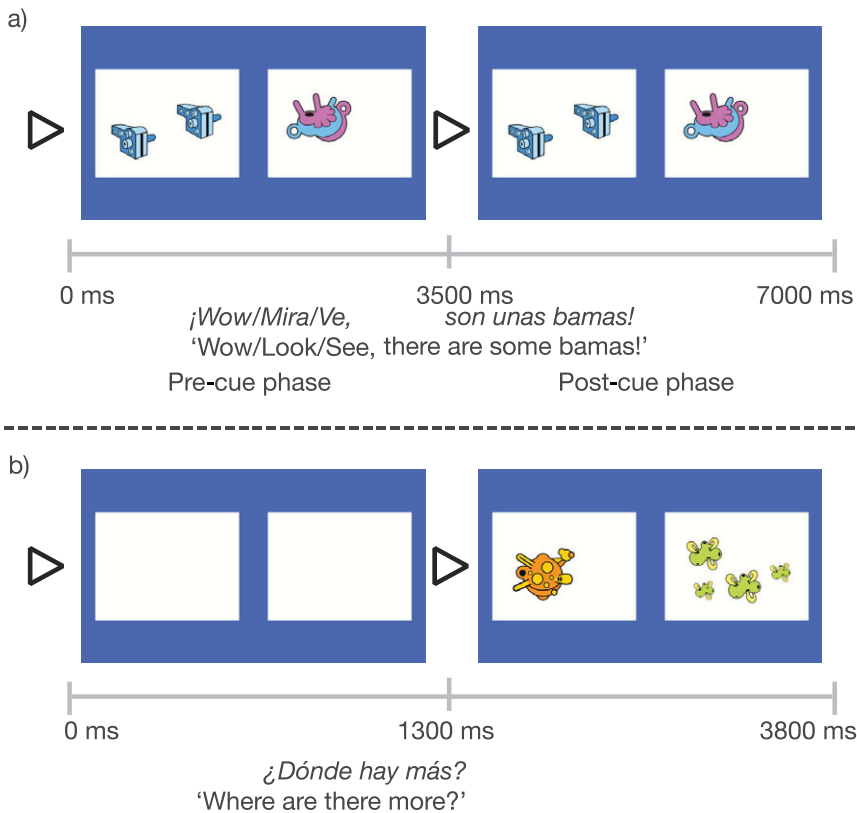 a)
0 ms 3500 ms 7000 ms
¡Wow/Mira/Ve, son unas bamas!
‘Wow/Look/See, there are some bamas!’
Pre-cue phase Post-cue phase
b)
0 ms 1300 ms 3800 ms
¿Dónde hay más?
‘Where are there more?’